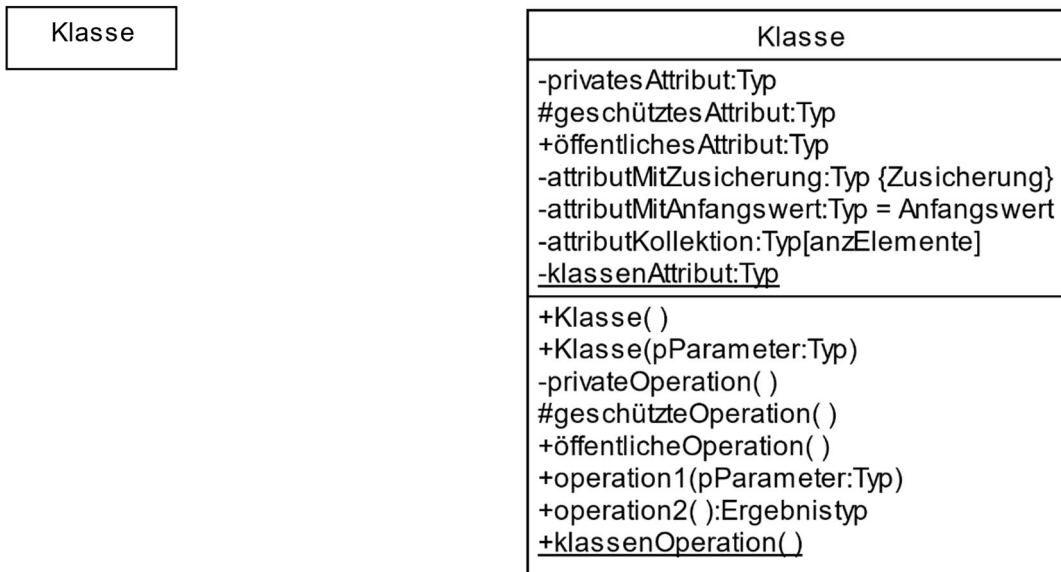 Klasse
Klasse
-privatesAttribut:Typ
#geschütztesAttribut:Typ
+öffentlichesAttribut:Typ
-attributMitZusicherung:Typ {Zusicherung}
-attributMitAnfangswert:Typ = Anfangswert
-attributKollektion:Typ[anzElemente]
-klassenAttribut:Typ
+Klasse( )
+Klasse(pParameter:Typ)
-privateOperation( )
#geschützteOperation( )
+öffentlicheOperation( )
+operation1(pParameter:Typ)
+operation2( ):Ergebnistyp
+klassenOperation( )